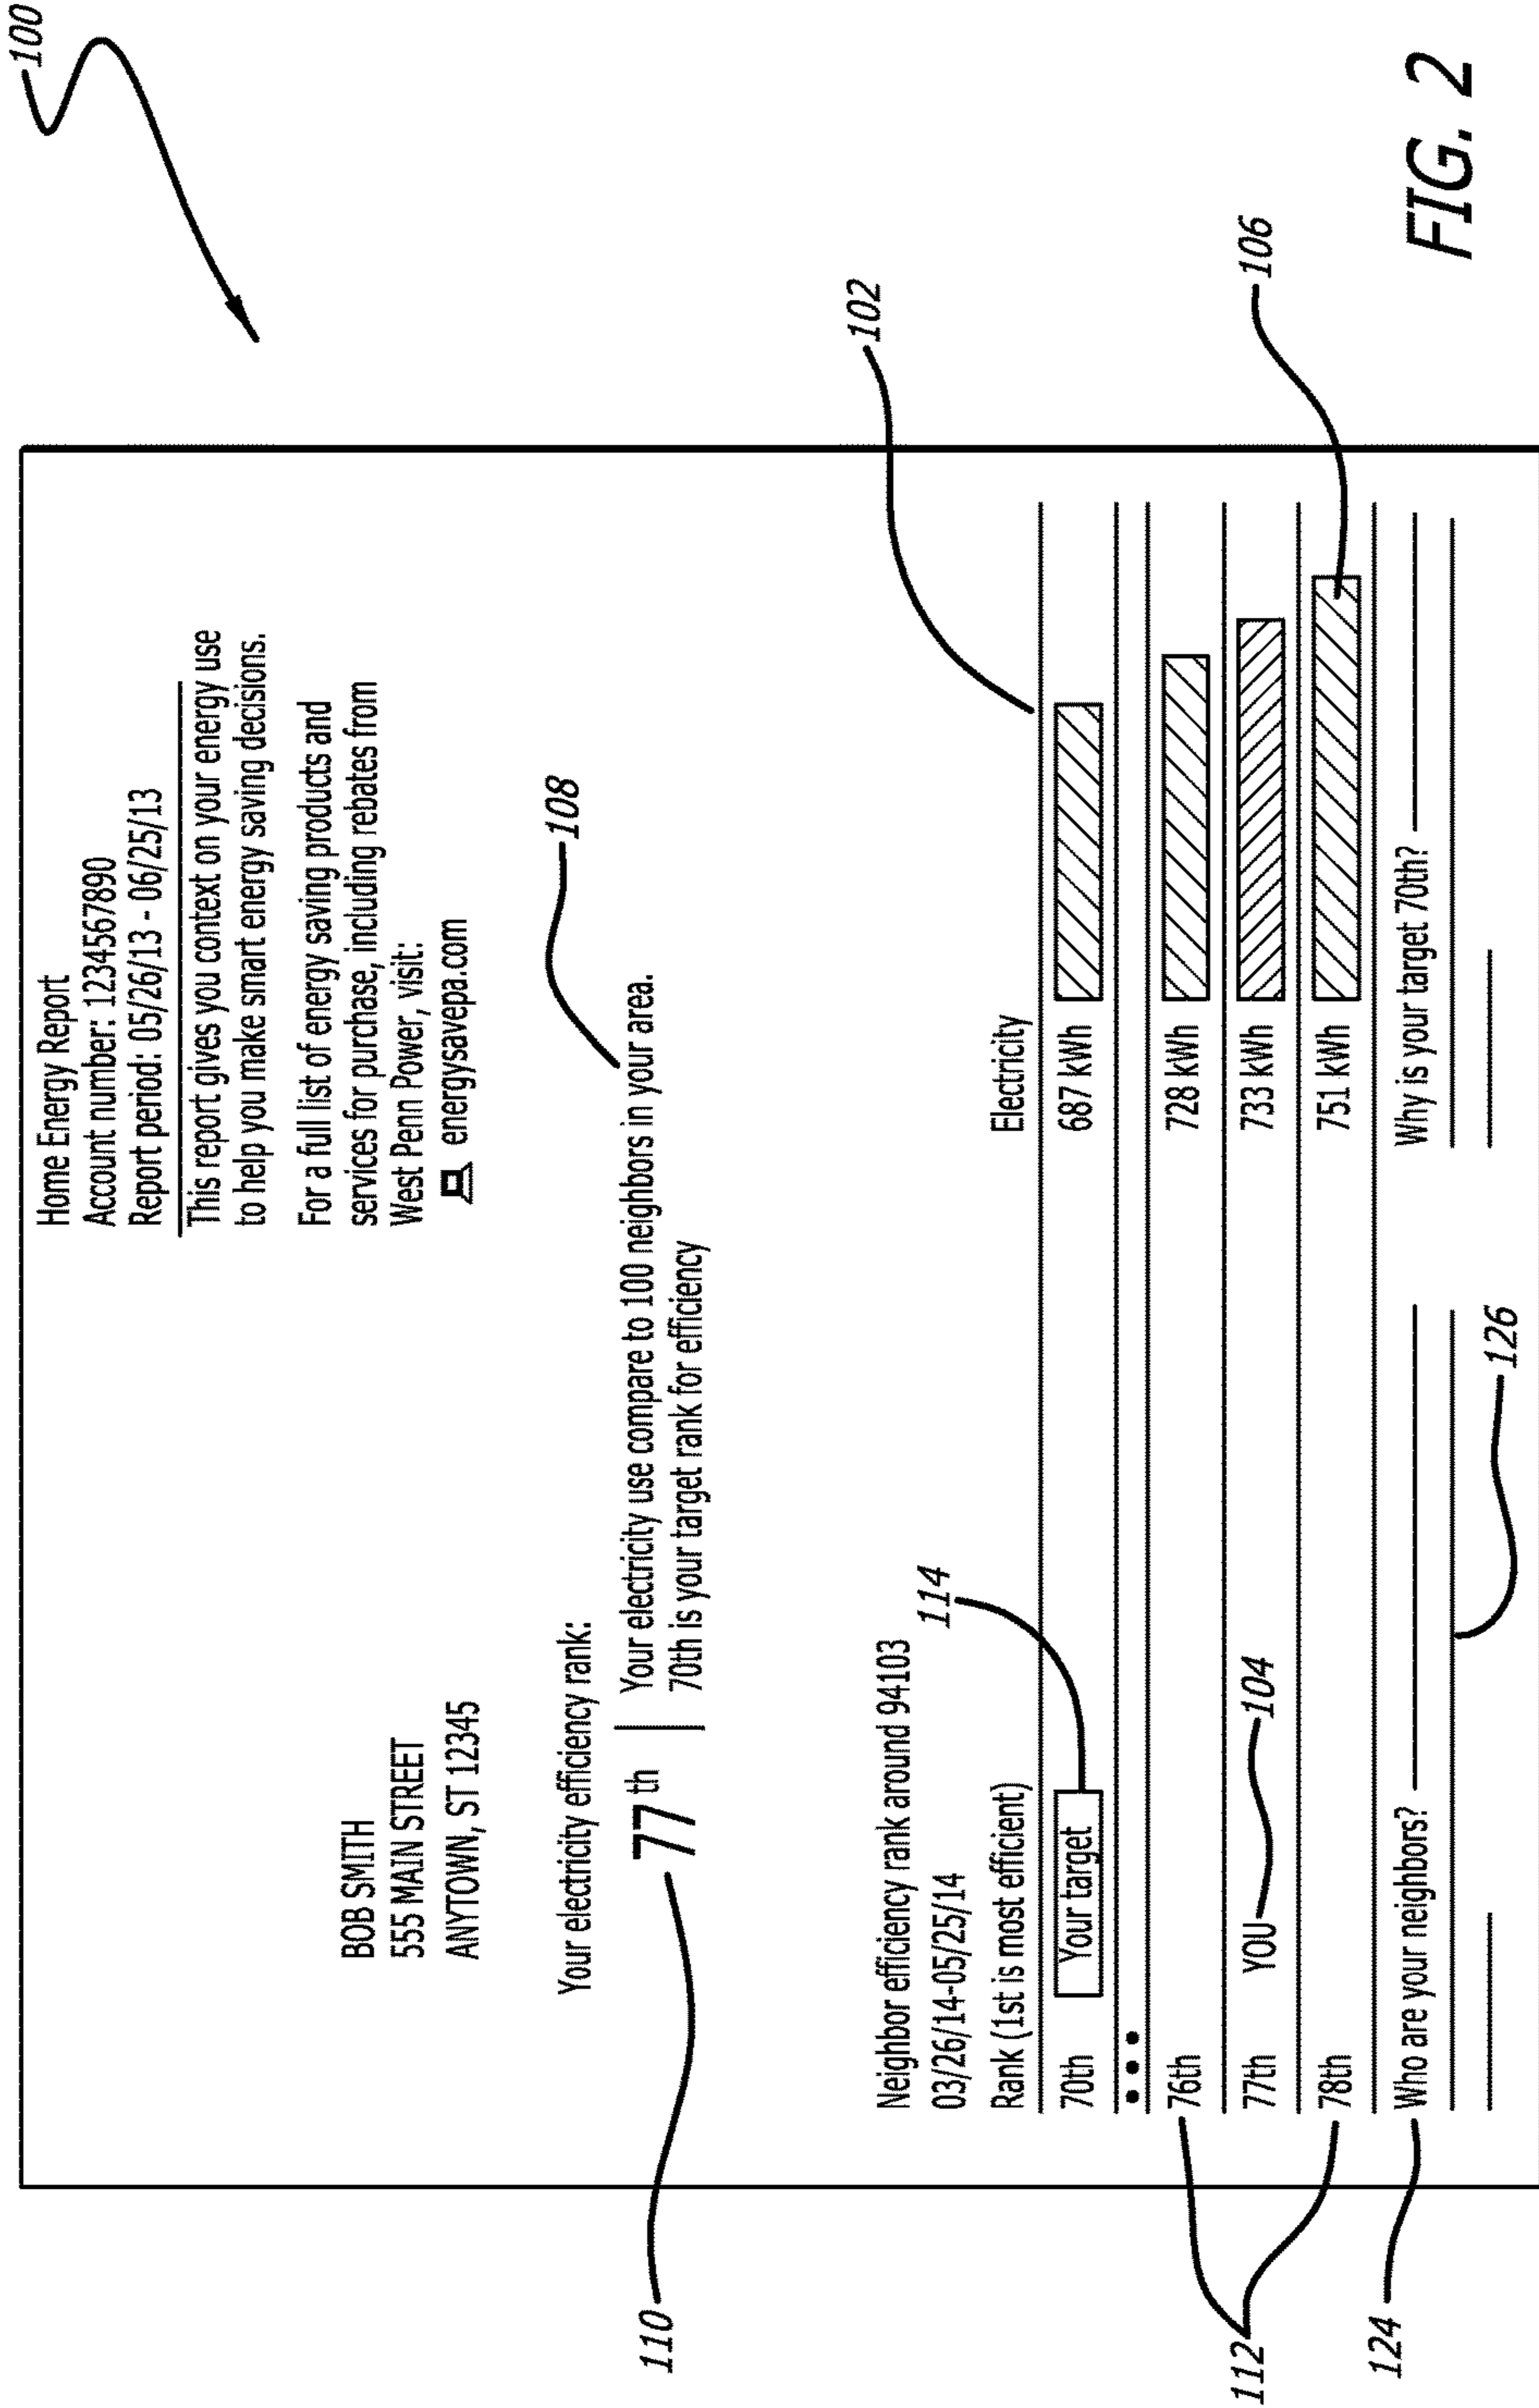 100
Home Energy Report
Account number: 1234567890
Report period: 05/26/13 - 06/25/13
This report gives you context on your energy use
to help you make smart energy saving decisions.
For a full list of energy saving products and
services for purchase, including rebates from
West Penn Power, visit:
energysavepa.com
BOB SMITH
555 MAIN STREET
ANYTOWN, ST 12345
108
Your electricity efficiency rank:
77th
Your electricity use compare to 100 neighbors in your area.
70th is your target rank for efficiency
110
102
Neighbor efficiency rank around 94103
03/26/14-05/25/14
114
Rank (1st is most efficient) Electricity
70th Your target 687 kWh
76th 728 kWh
77th YOU 104 733 kWh
78th 751 kWh
112
106
124
Who are your neighbors? Why is your target 70th?
126
FIG. 2